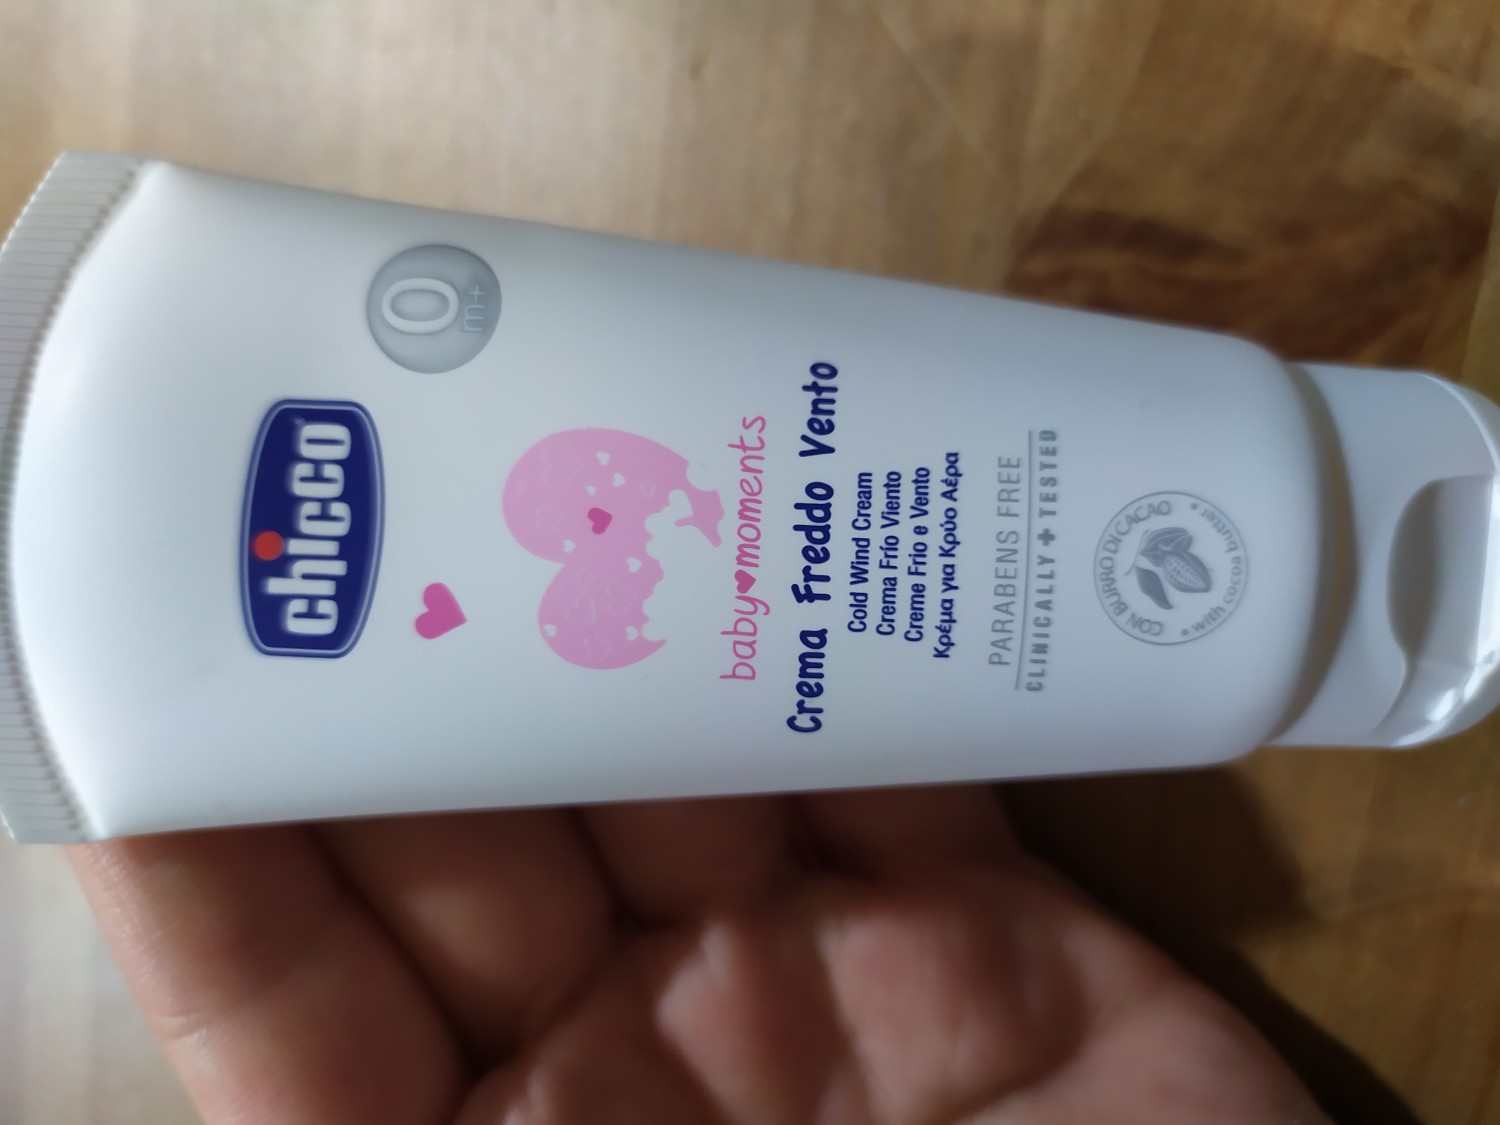 chicco
0
m+
baby moments
Crema Freddo Vento
Cold Wind Cream
Crema Frío Viento
Creme Frio e Vento
Κρέμα για Κρύο Αέρα
PARABENS FREE
CLINICALLY + TESTED
CON BURRO DI CACAO
• with cocoa butter •